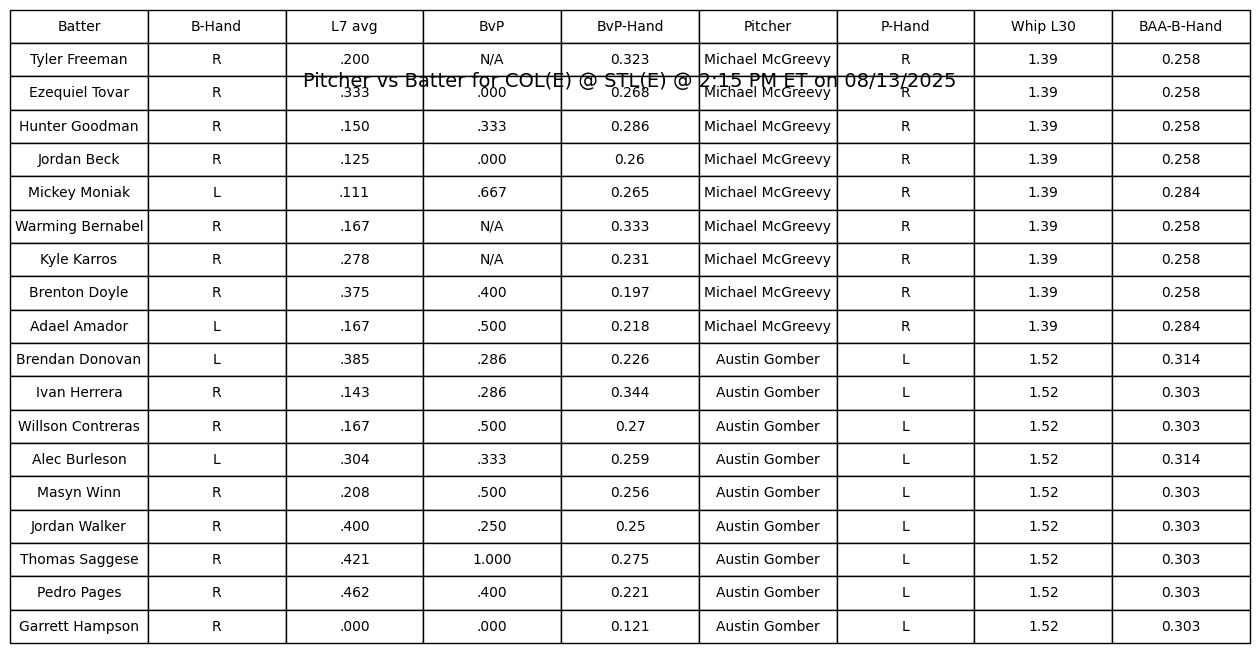 Batter B-Hand L7 avg BvP BvP-Hand Pitcher P-Hand Whip L30 BAA-B-Hand
Tyler Freeman R .200 N/A 0.323 Michael McGreevy R 1.39 0.258
Pitcher vs Batter for COL(E) @ STL(E) @ 2:15 PM ET on 08/13/2025
Ezequiel Tovar R .333 .000 0.268 Michael McGreevy R 1.39 0.258
Hunter Goodman R .150 .333 0.286 Michael McGreevy R 1.39 0.258
Jordan Beck R .125 .000 0.26 Michael McGreevy R 1.39 0.258
Mickey Moniak L .111 .667 0.265 Michael McGreevy R 1.39 0.284
Warming Bernabel R .167 N/A 0.333 Michael McGreevy R 1.39 0.258
Kyle Karros R .278 N/A 0.231 Michael McGreevy R 1.39 0.258
Brenton Doyle R .375 .400 0.197 Michael McGreevy R 1.39 0.258
Adael Amador L .167 .500 0.218 Michael McGreevy R 1.39 0.284
Brendan Donovan L .385 .286 0.226 Austin Gomber L 1.52 0.314
Ivan Herrera R .143 .286 0.344 Austin Gomber L 1.52 0.303
Willson Contreras R .167 .500 0.27 Austin Gomber L 1.52 0.303
Alec Burleson L .304 .333 0.259 Austin Gomber L 1.52 0.314
Masyn Winn R .208 .500 0.256 Austin Gomber L 1.52 0.303
Jordan Walker R .400 .250 0.25 Austin Gomber L 1.52 0.303
Thomas Saggese R .421 1.000 0.275 Austin Gomber L 1.52 0.303
Pedro Pages R .462 .400 0.221 Austin Gomber L 1.52 0.303
Garrett Hampson R .000 .000 0.121 Austin Gomber L 1.52 0.303